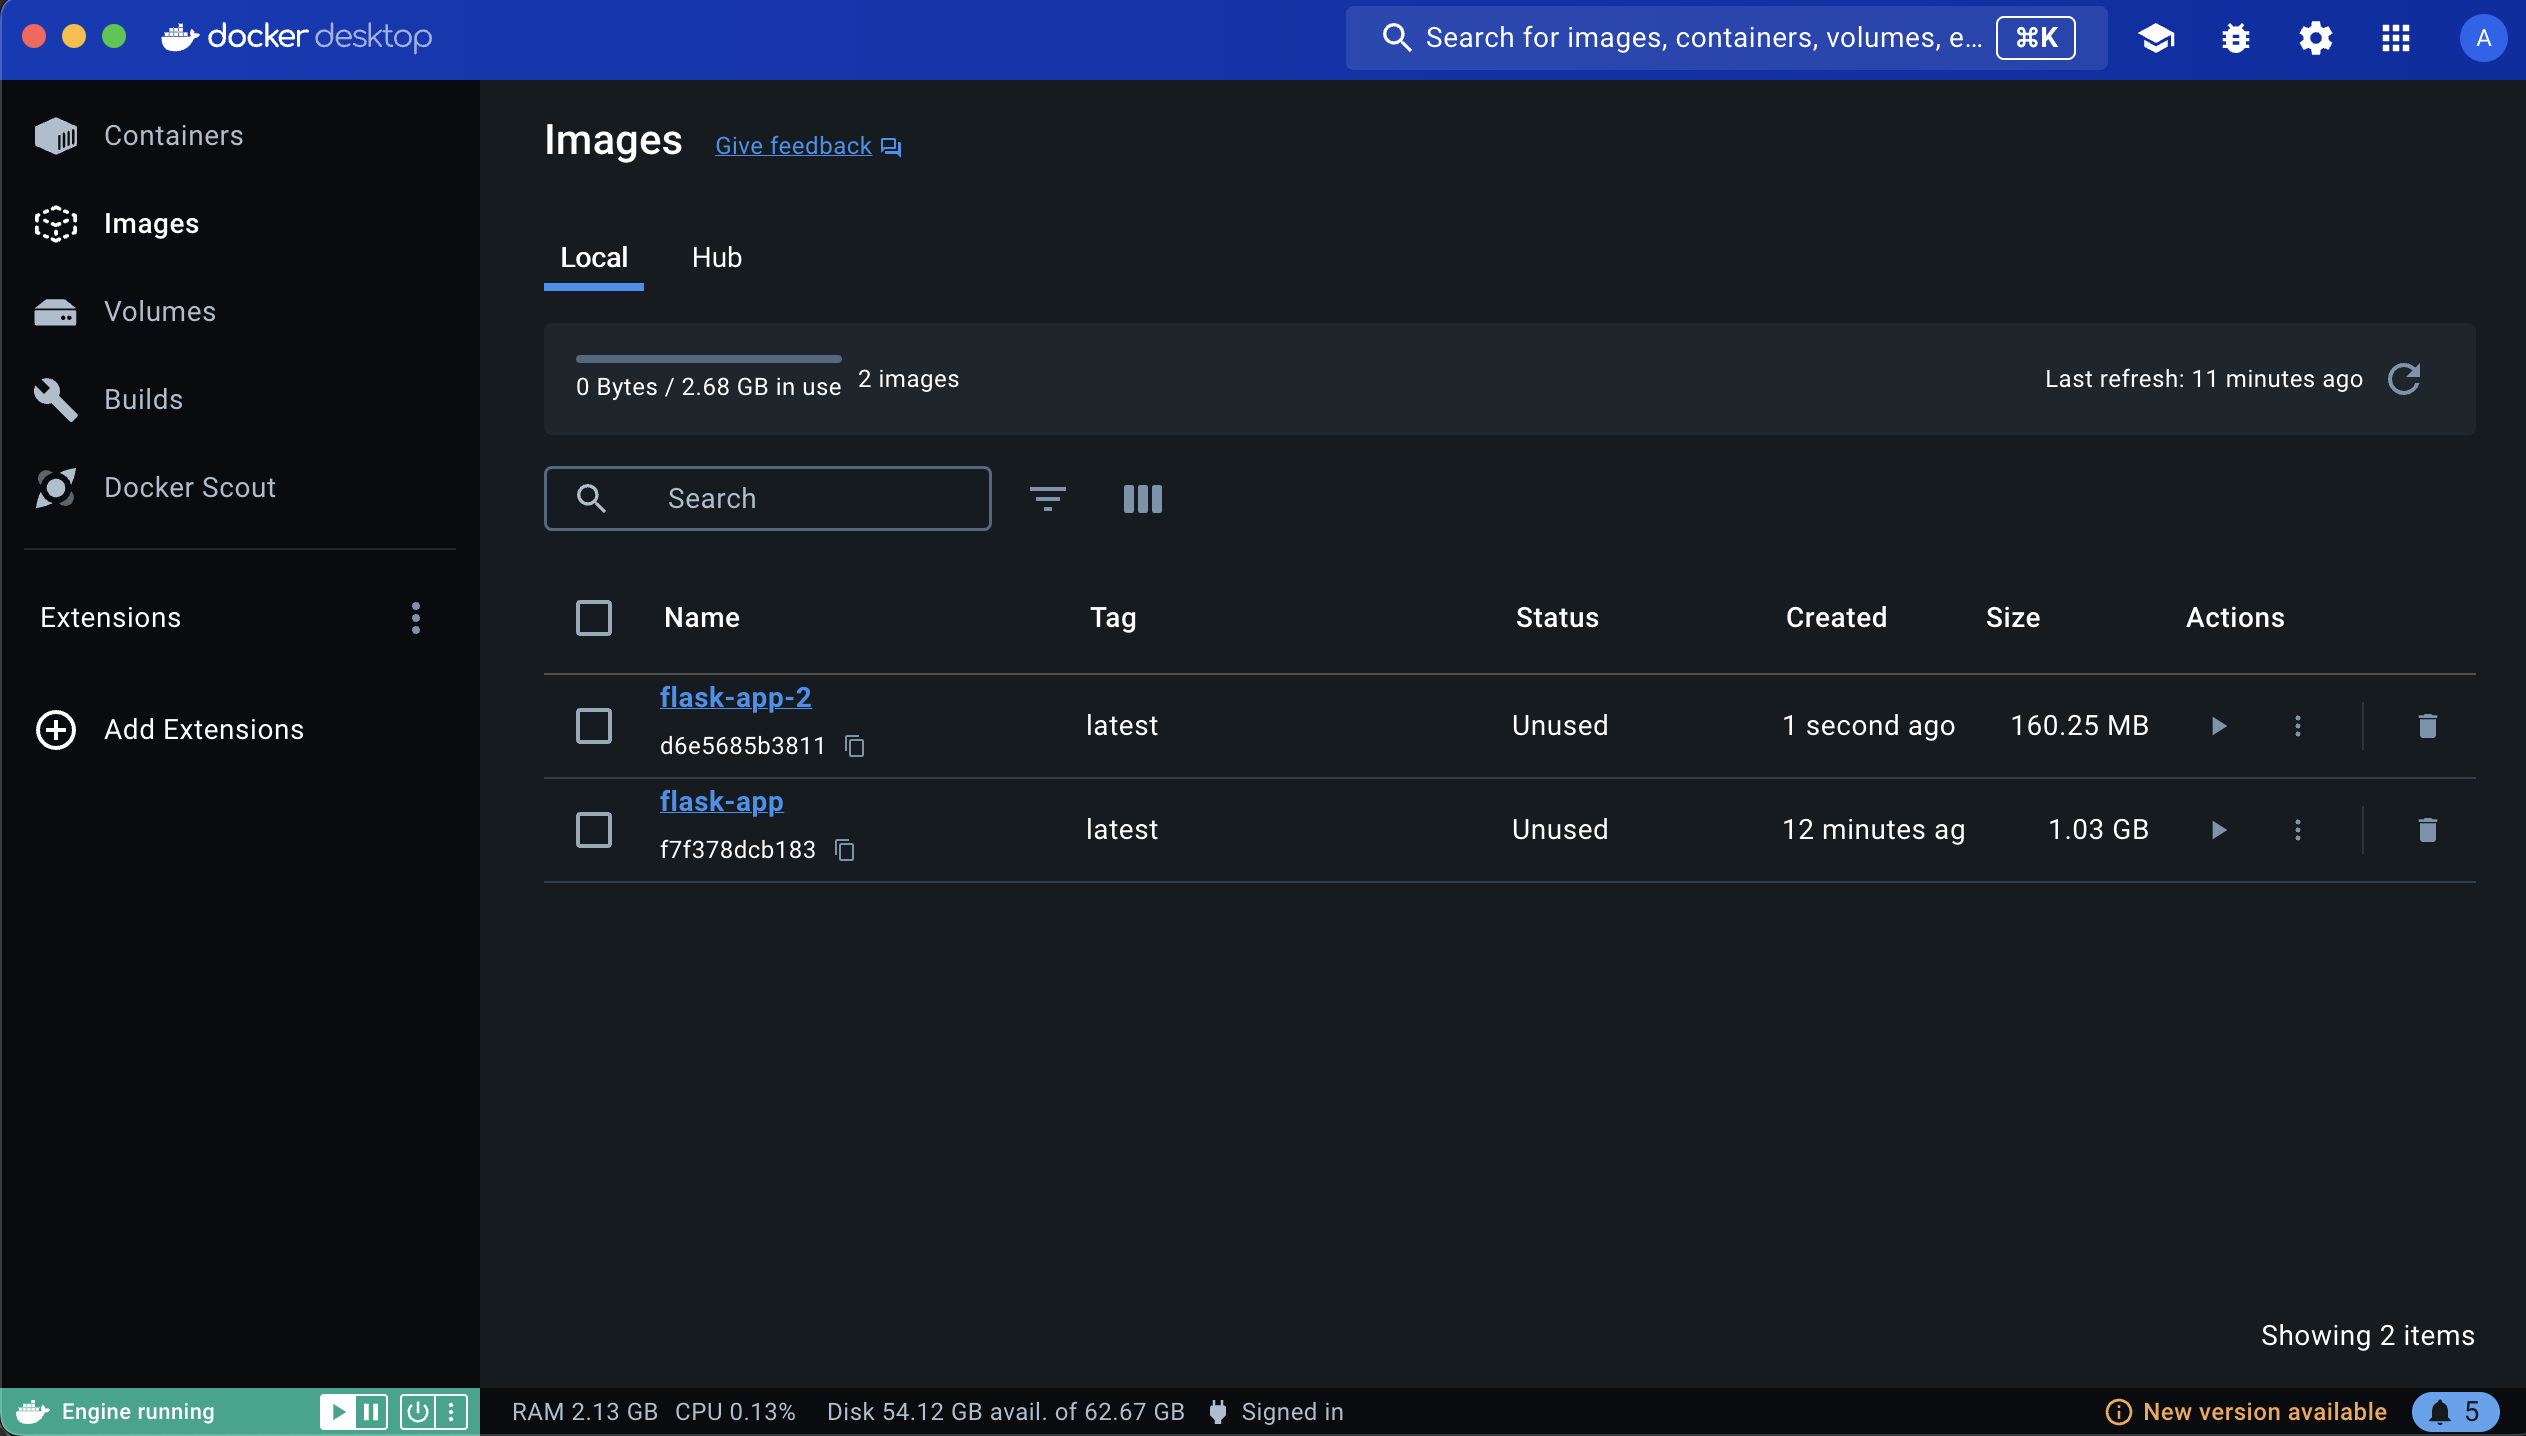 docker desktop
Search for images, containers, volumes, e...
⌘K
A
Containers
Images
Volumes
Builds
Docker Scout
Extensions
Add Extensions
Images
Give feedback
Local
Hub
0 Bytes / 2.68 GB in use
2 images
Last refresh: 11 minutes ago
Search
Name Tag Status Created Size Actions
flask-app-2
d6e5685b3811
latest Unused 1 second ago 160.25 MB
flask-app
f7f378dcb183
latest Unused 12 minutes ag 1.03 GB
Showing 2 items
Engine running
RAM 2.13 GB CPU 0.13% Disk 54.12 GB avail. of 62.67 GB Signed in
New version available
5